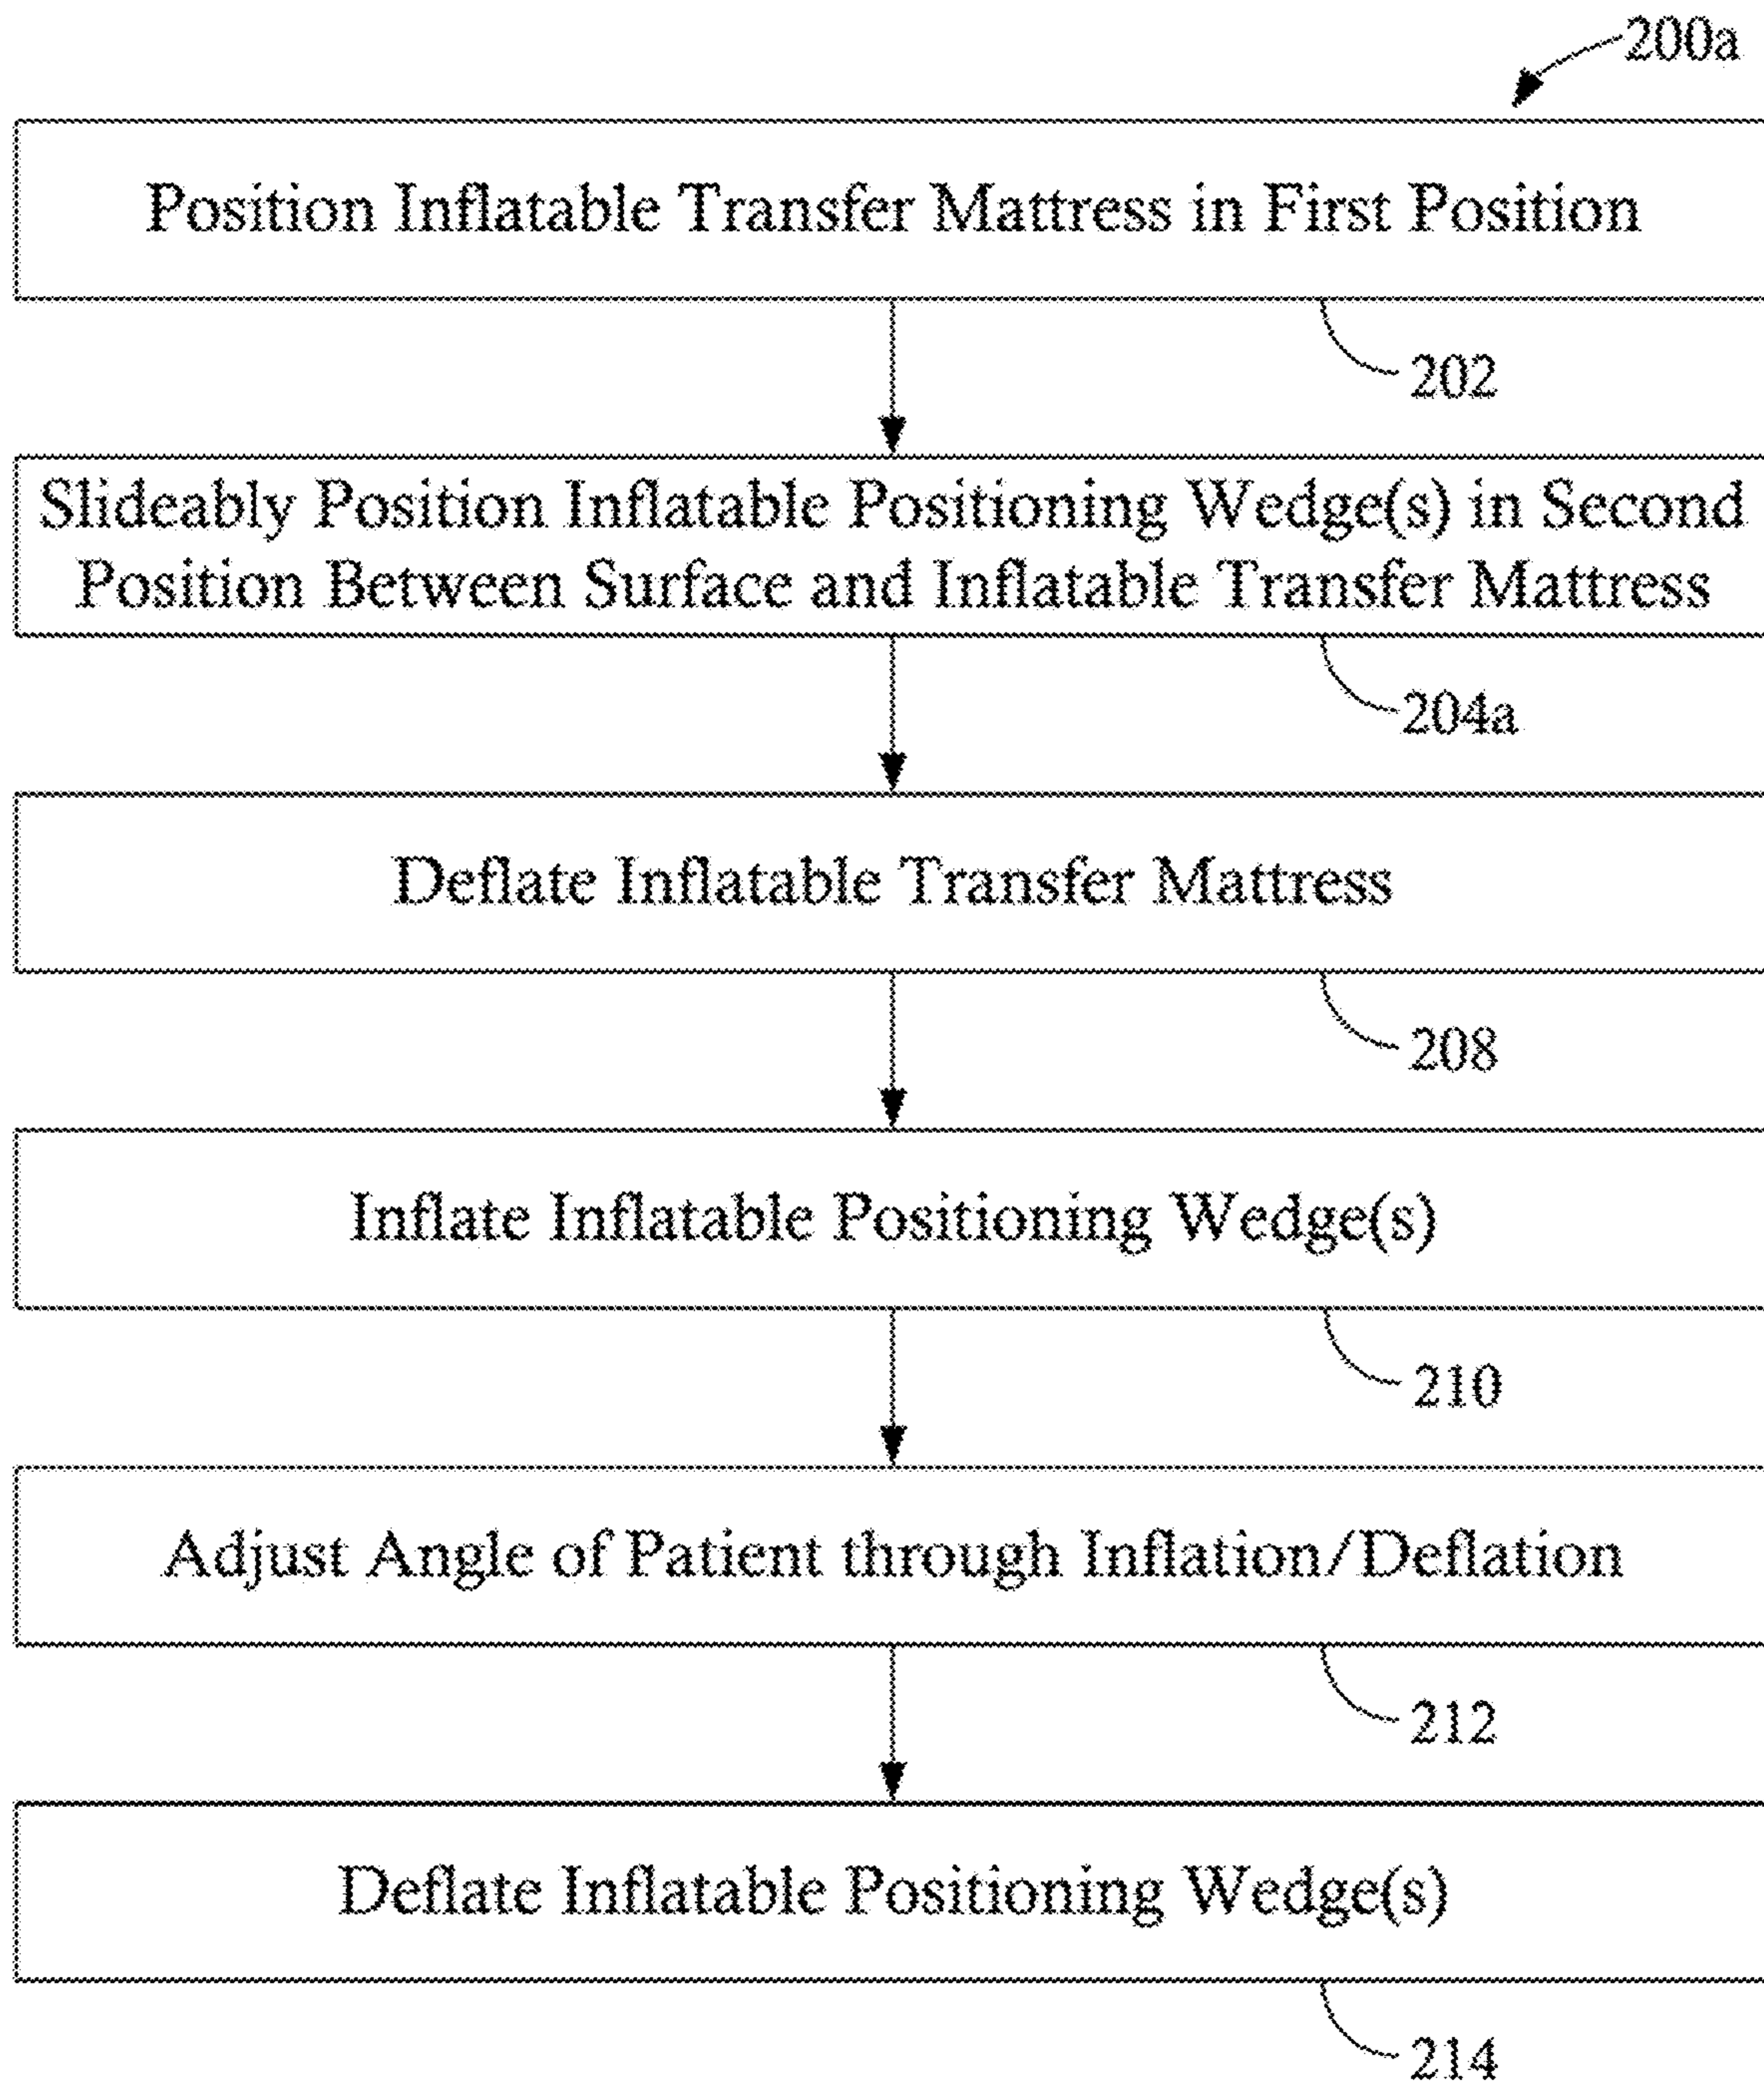 200a
Position Inflatable Transfer Mattress in First Position
202
Slideably Position Inflatable Positioning Wedge(s) in Second
Position Between Surface and Inflatable Transfer Mattress
204a
Deflate Inflatable Transfer Mattress
208
Inflate Inflatable Positioning Wedge(s)
210
Adjust Angle of Patient through Inflation/Deflation
212
Deflate Inflatable Positioning Wedge(s)
214